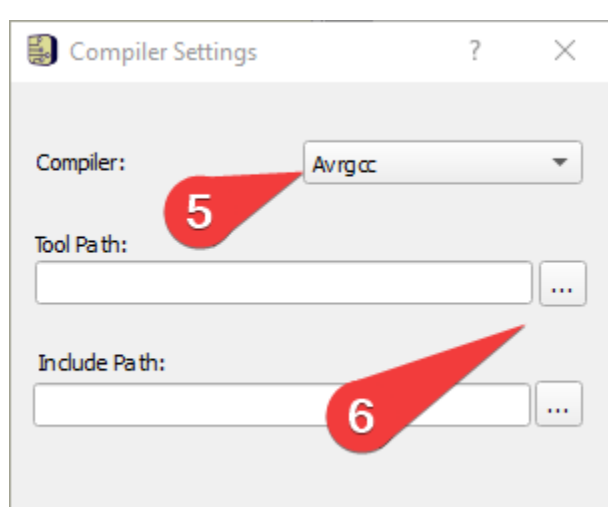 Compiler Settings ? ×
Compiler: Avrgcc
5
Tool Path:
...
Include Path:
...
6